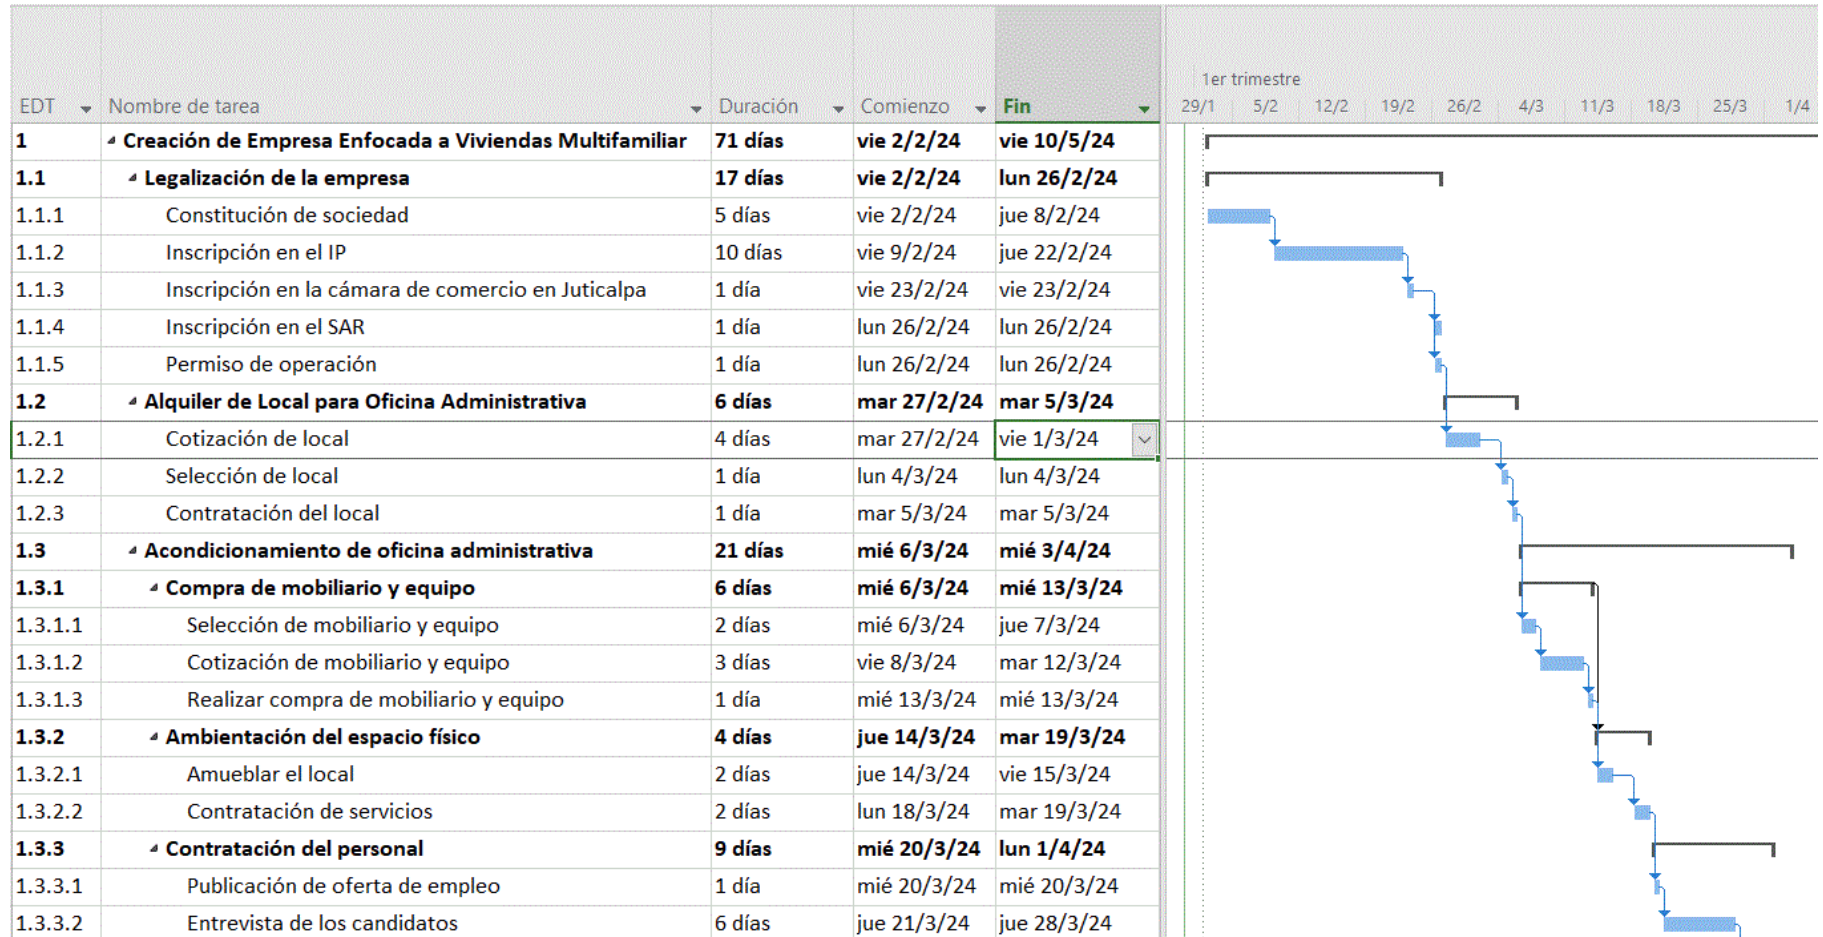 1er trimestre
EDT Nombre de tarea Duración Comienzo Fin 29/1 5/2 12/2 19/2 26/2 4/3 11/3 18/3 25/3 1/4
1 Creación de Empresa Enfocada a Viviendas Multifamiliar 71 días vie 2/2/24 vie 10/5/24
1.1 Legalización de la empresa 17 días vie 2/2/24 lun 26/2/24
1.1.1 Constitución de sociedad 5 días vie 2/2/24 jue 8/2/24
1.1.2 Inscripción en el IP 10 días vie 9/2/24 jue 22/2/24
1.1.3 Inscripción en la cámara de comercio en Juticalpa 1 día vie 23/2/24 vie 23/2/24
1.1.4 Inscripción en el SAR 1 día lun 26/2/24 lun 26/2/24
1.1.5 Permiso de operación 1 día lun 26/2/24 lun 26/2/24
1.2 Alquiler de Local para Oficina Administrativa 6 días mar 27/2/24 mar 5/3/24
1.2.1 Cotización de local 4 días mar 27/2/24 vie 1/3/24
1.2.2 Selección de local 1 día lun 4/3/24 lun 4/3/24
1.2.3 Contratación del local 1 día mar 5/3/24 mar 5/3/24
1.3 Acondicionamiento de oficina administrativa 21 días mié 6/3/24 mié 3/4/24
1.3.1 Compra de mobiliario y equipo 6 días mié 6/3/24 mié 13/3/24
1.3.1.1 Selección de mobiliario y equipo 2 días mié 6/3/24 jue 7/3/24
1.3.1.2 Cotización de mobiliario y equipo 3 días vie 8/3/24 mar 12/3/24
1.3.1.3 Realizar compra de mobiliario y equipo 1 día mié 13/3/24 mié 13/3/24
1.3.2 Ambientación del espacio físico 4 días jue 14/3/24 mar 19/3/24
1.3.2.1 Amueblar el local 2 días jue 14/3/24 vie 15/3/24
1.3.2.2 Contratación de servicios 2 días lun 18/3/24 mar 19/3/24
1.3.3 Contratación del personal 9 días mié 20/3/24 lun 1/4/24
1.3.3.1 Publicación de oferta de empleo 1 día mié 20/3/24 mié 20/3/24
1.3.3.2 Entrevista de los candidatos 6 días jue 21/3/24 jue 28/3/24